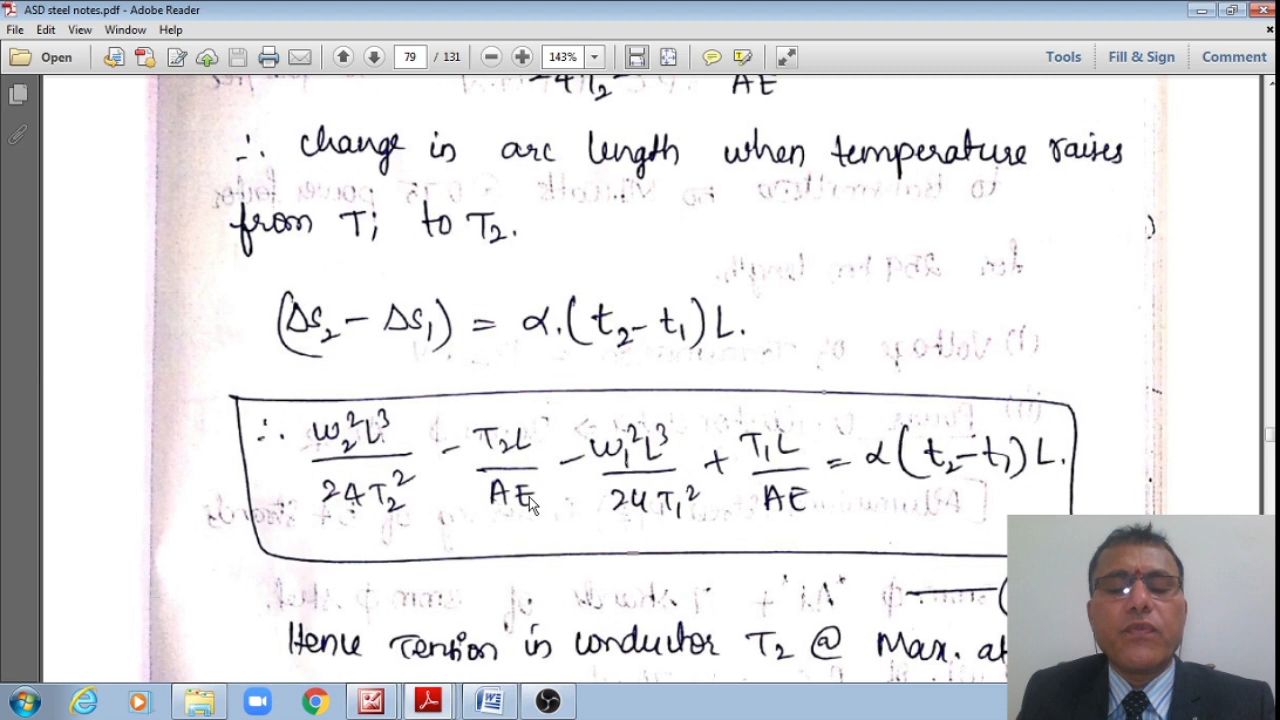 ASD steel notes.pdf - Adobe Reader
File Edit View Window Help
Open 79 / 131 143% Tools Fill & Sign Comment
AE
∴ change in arc length when temperature raises
from T1 to T2.
(Δs₂ – Δs₁) = α.(t₂ – t₁) L.
∴ w₂²L³/24T₂² – T₂L/AE – w₁²L³/24T₁² + T₁L/AE = α(t₂ – t₁) L.
Hence Tension in conductor T₂ @ Max. at